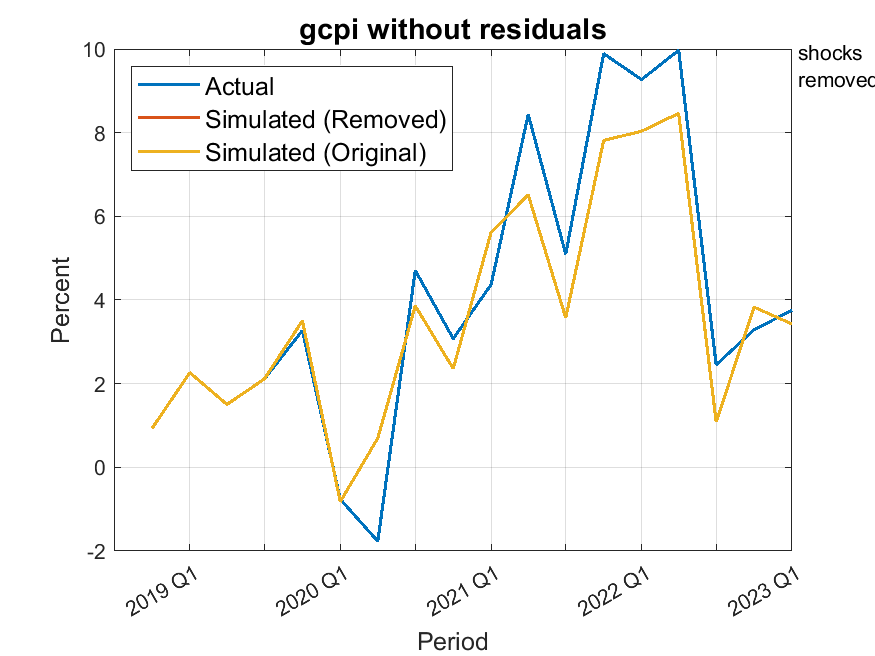 gcpi without residuals
shocks
removed
Actual
Simulated (Removed)
Simulated (Original)
10
8
6
4
2
0
-2
Percent
2019 Q1
2020 Q1
2021 Q1
2022 Q1
2023 Q1
Period